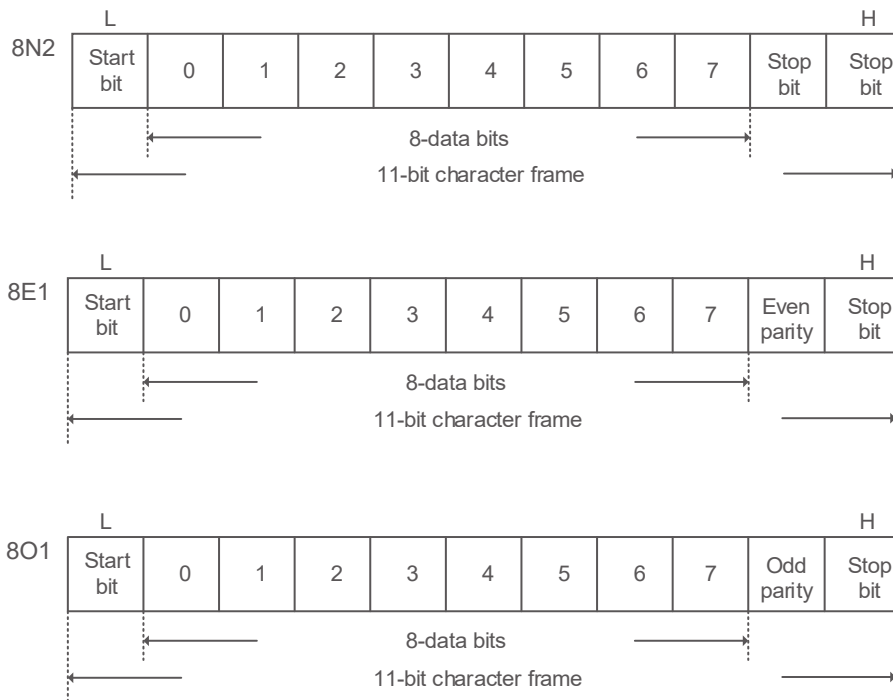 L H
8N2
Start bit 0 1 2 3 4 5 6 7 Stop bit Stop bit
8-data bits
11-bit character frame
L H
8E1
Start bit 0 1 2 3 4 5 6 7 Even parity Stop bit
8-data bits
11-bit character frame
L H
8O1
Start bit 0 1 2 3 4 5 6 7 Odd parity Stop bit
8-data bits
11-bit character frame